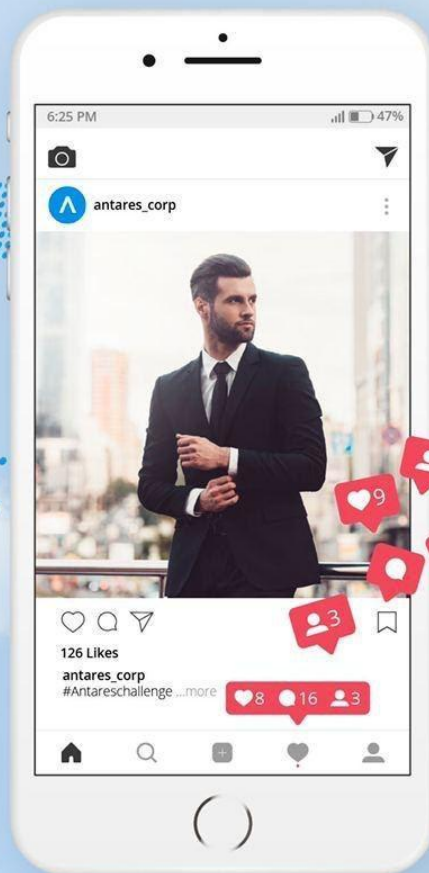 6:25 PM 47%
antares_corp
9
3
126 Likes
antares_corp
#Antareschallenge ...more
8 16 3